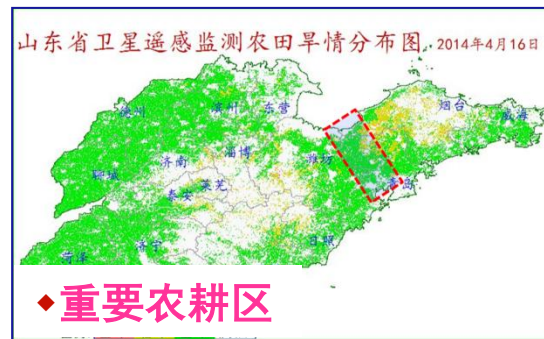 山东省卫星遥感监测农田旱情分布图 2014年4月16日
德州
滨州
东营
烟台
威海
济南
淄博
潍坊
聊城
泰安
莱芜
青岛
济宁
日照
菏泽
◆重要农耕区